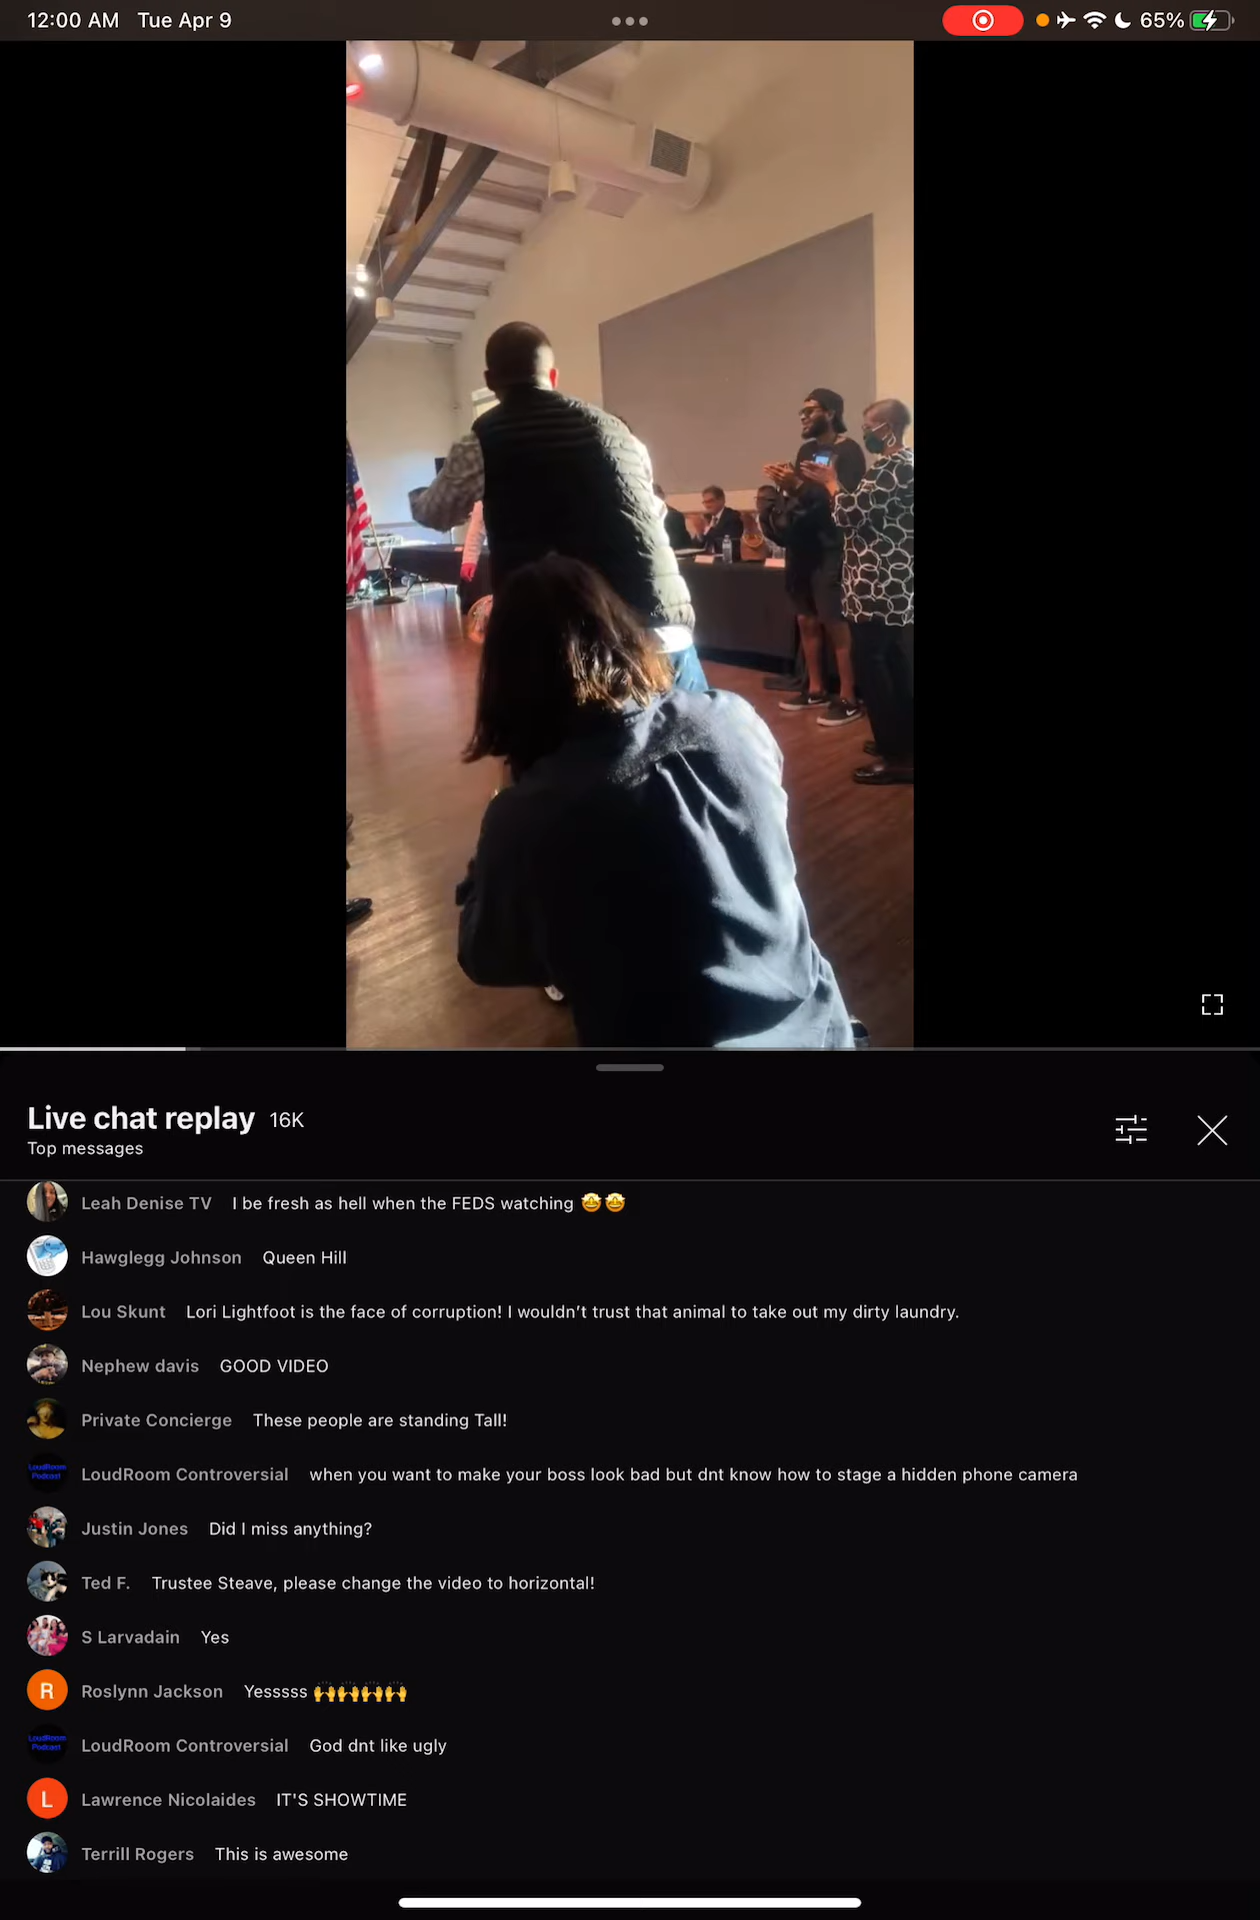 12:00 AM Tue Apr 9
65%
Live chat replay 16K
Top messages
Leah Denise TV I be fresh as hell when the FEDS watching 🤩🤩
Hawglegg Johnson Queen Hill
Lou Skunt Lori Lightfoot is the face of corruption! I wouldn’t trust that animal to take out my dirty laundry.
Nephew davis GOOD VIDEO
Private Concierge These people are standing Tall!
LoudRoom Podcast
LoudRoom Controversial when you want to make your boss look bad but dnt know how to stage a hidden phone camera
Justin Jones Did I miss anything?
Ted F. Trustee Steave, please change the video to horizontal!
S Larvadain Yes
R Roslynn Jackson Yesssss 🙌🙌🙌🙌
LoudRoom Podcast
LoudRoom Controversial God dnt like ugly
L Lawrence Nicolaides IT'S SHOWTIME
Terrill Rogers This is awesome